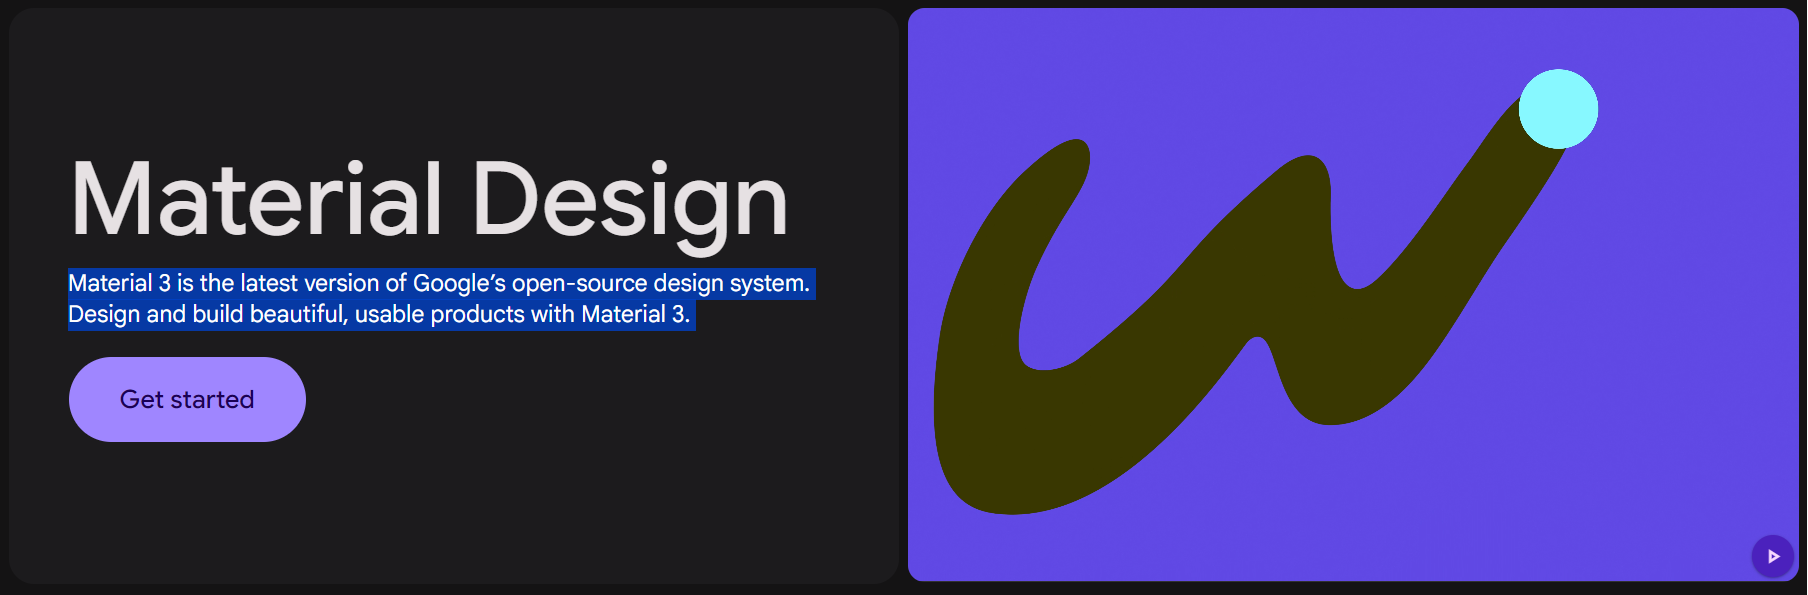 Material Design
Material 3 is the latest version of Google’s open-source design system.
Design and build beautiful, usable products with Material 3.
Get started